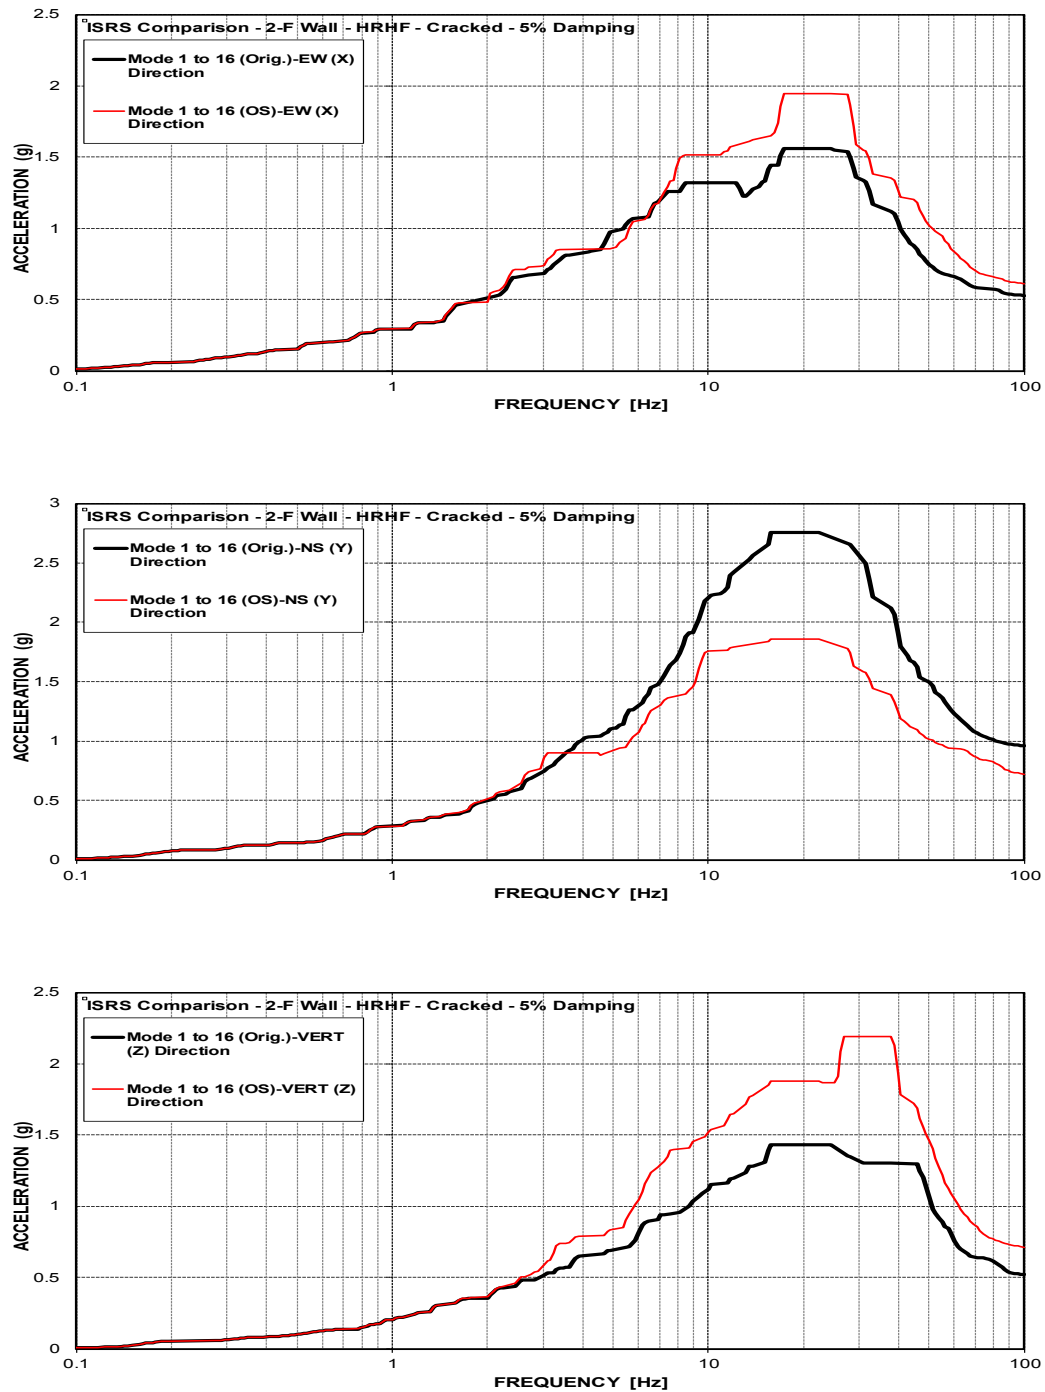 ISRS Comparison - 2-F Wall - HRHF - Cracked - 5% Damping
Mode 1 to 16 (Orig.)-EW (X)
Direction
Mode 1 to 16 (OS)-EW (X)
Direction
2.5
2
1.5
1
0.5
0
ACCELERATION (g)
0.1
1
10
100
FREQUENCY [Hz]
ISRS Comparison - 2-F Wall - HRHF - Cracked - 5% Damping
Mode 1 to 16 (Orig.)-NS (Y)
Direction
Mode 1 to 16 (OS)-NS (Y)
Direction
3
2.5
2
1.5
1
0.5
0
ACCELERATION (g)
0.1
1
10
100
FREQUENCY [Hz]
ISRS Comparison - 2-F Wall - HRHF - Cracked - 5% Damping
Mode 1 to 16 (Orig.)-VERT
(Z) Direction
Mode 1 to 16 (OS)-VERT (Z)
Direction
2.5
2
1.5
1
0.5
0
ACCELERATION (g)
0.1
1
10
100
FREQUENCY [Hz]